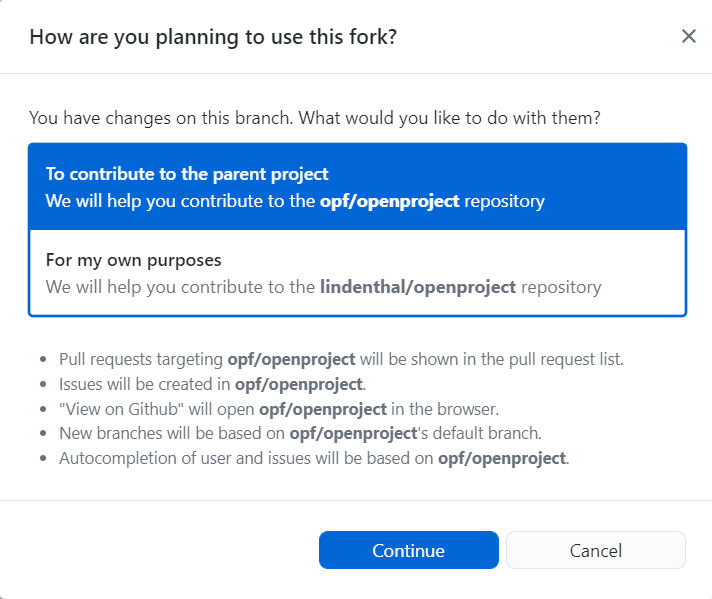 How are you planning to use this fork?
You have changes on this branch. What would you like to do with them?
To contribute to the parent project
We will help you contribute to the opf/openproject repository
For my own purposes
We will help you contribute to the lindenthal/openproject repository
Pull requests targeting opf/openproject will be shown in the pull request list.
Issues will be created in opf/openproject.
"View on Github" will open opf/openproject in the browser.
New branches will be based on opf/openproject's default branch.
Autocompletion of user and issues will be based on opf/openproject.
Continue
Cancel